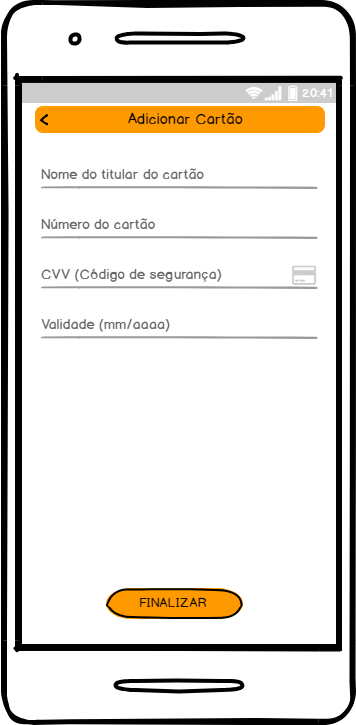 20:41
Adicionar Cartão
Nome do titular do cartão
Número do cartão
CVV (Código de segurança)
Validade (mm/aaaa)
FINALIZAR